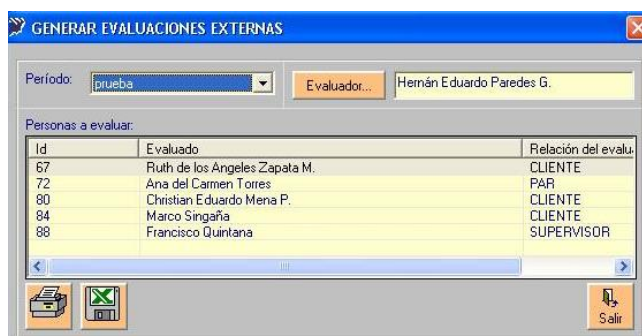 GENERAR EVALUACIONES EXTERNAS
Período: prueba Evaluador... Hernán Eduardo Paredes G.
Personas a evaluar:
Id Evaluado Relación del evalu
67 Ruth de los Angeles Zapata M. CLIENTE
72 Ana del Carmen Torres PAR
80 Christian Eduardo Mena P. CLIENTE
84 Marco Singaña CLIENTE
88 Francisco Quintana SUPERVISOR
Salir